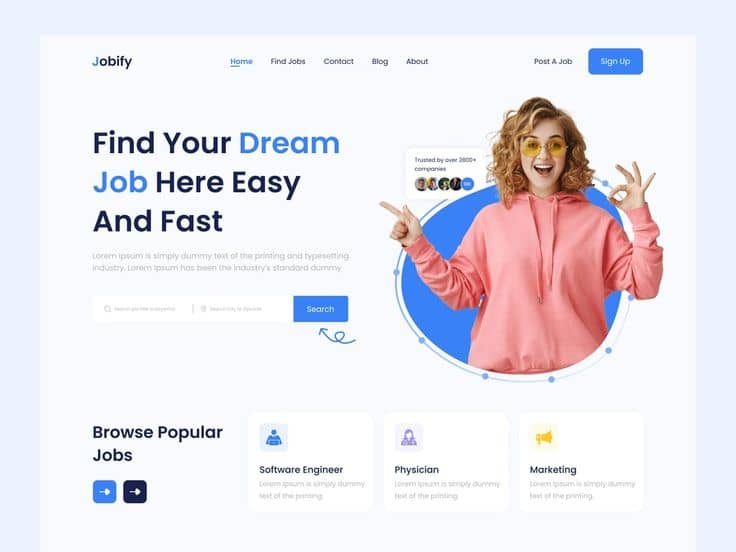 Jobify
Home Find Jobs Contact Blog About
Post A Job Sign Up
Find Your Dream
Job Here Easy
And Fast
Trusted by over 2800+
companies
Lorem Ipsum is simply dummy text of the printing and typesetting
industry. Lorem Ipsum has been the industry's standard dummy
Search
Browse Popular
Jobs
Software Engineer
Lorem Ipsum is simply dummy
text of the printing.
Physician
Lorem Ipsum is simply dummy
text of the printing.
Marketing
Lorem Ipsum is simply dummy
text of the printing.